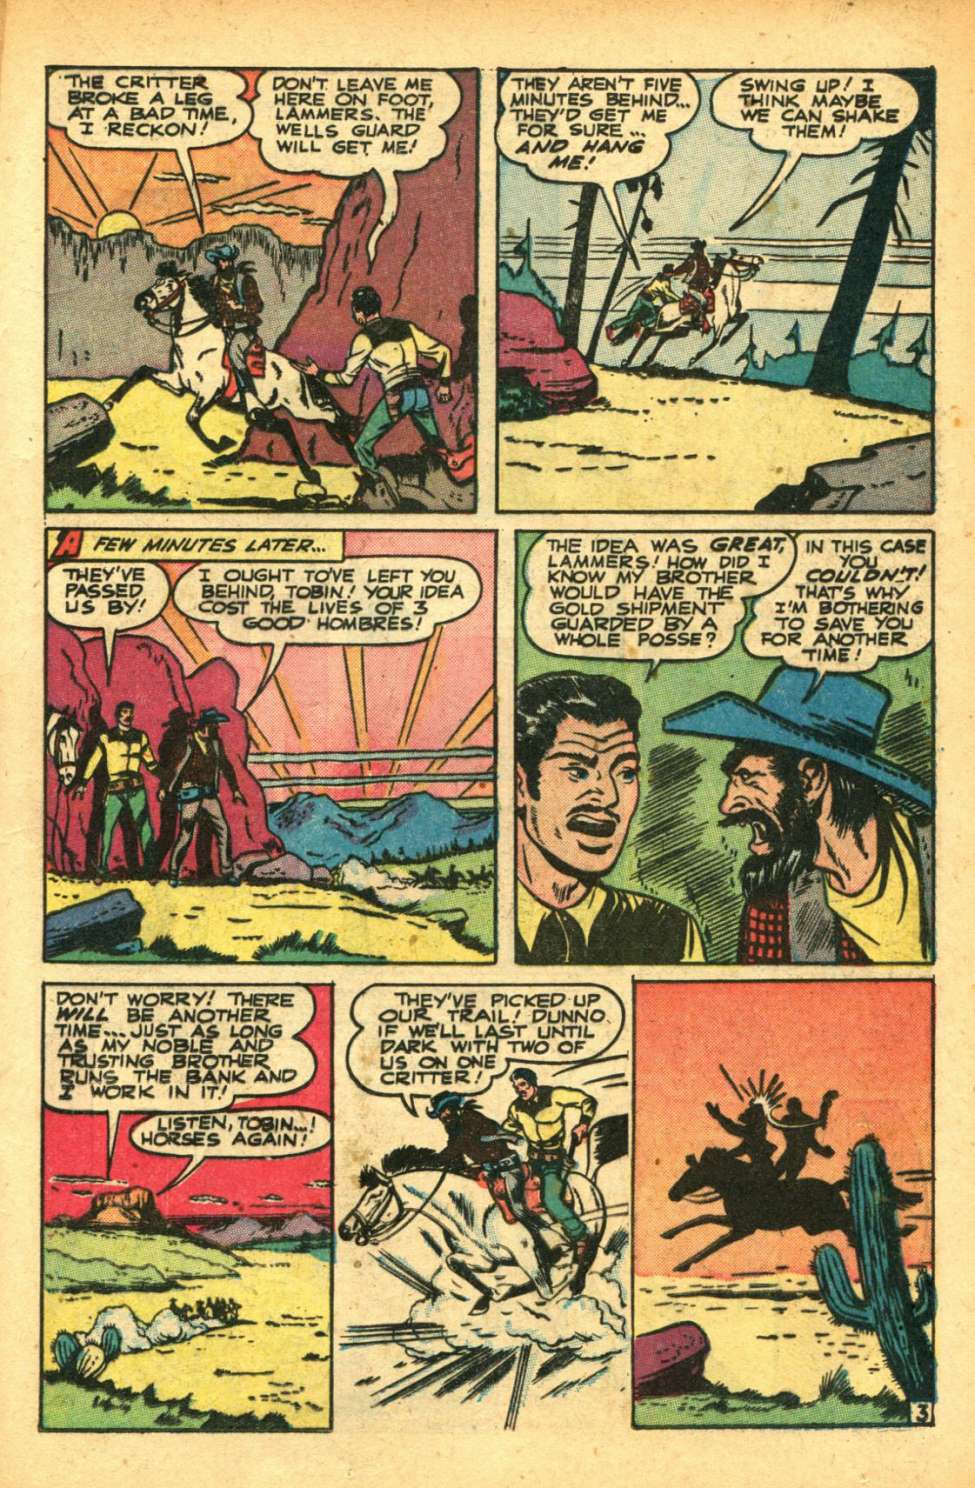 THE CRITTER
BROKE A LEG
AT A BAD TIME,
I RECKON!
DON'T LEAVE ME
HERE ON FOOT,
LAMMERS. THE
WELLS GUARD
WILL GET ME!
THEY AREN'T FIVE
MINUTES BEHIND...
THEY'D GET ME
FOR SURE...
AND HANG
ME!
SWING UP! I
THINK MAYBE
WE CAN SHAKE
THEM!
A FEW MINUTES LATER...
THEY'VE
PASSED
US BY!
I OUGHT TO'VE LEFT YOU
BEHIND, TOBIN! YOUR IDEA
COST THE LIVES OF 3
GOOD HOMBRES!
THE IDEA WAS GREAT,
LAMMERS! HOW DID I
KNOW MY BROTHER
WOULD HAVE THE
GOLD SHIPMENT
GUARDED BY A
WHOLE POSSE?
IN THIS CASE
YOU
COULDN'T!
THAT'S WHY
I'M BOTHERING
TO SAVE YOU
FOR ANOTHER
TIME!
DON'T WORRY! THERE
WILL BE ANOTHER
TIME... JUST AS LONG
AS MY NOBLE AND
TRUSTING BROTHER
RUNS THE BANK AND
I WORK IN IT!
LISTEN, TOBIN...!
HORSES AGAIN!
THEY'VE PICKED UP
OUR TRAIL! DUNNO
IF WE'LL LAST UNTIL
DARK WITH TWO OF
US ON ONE
CRITTER!
3